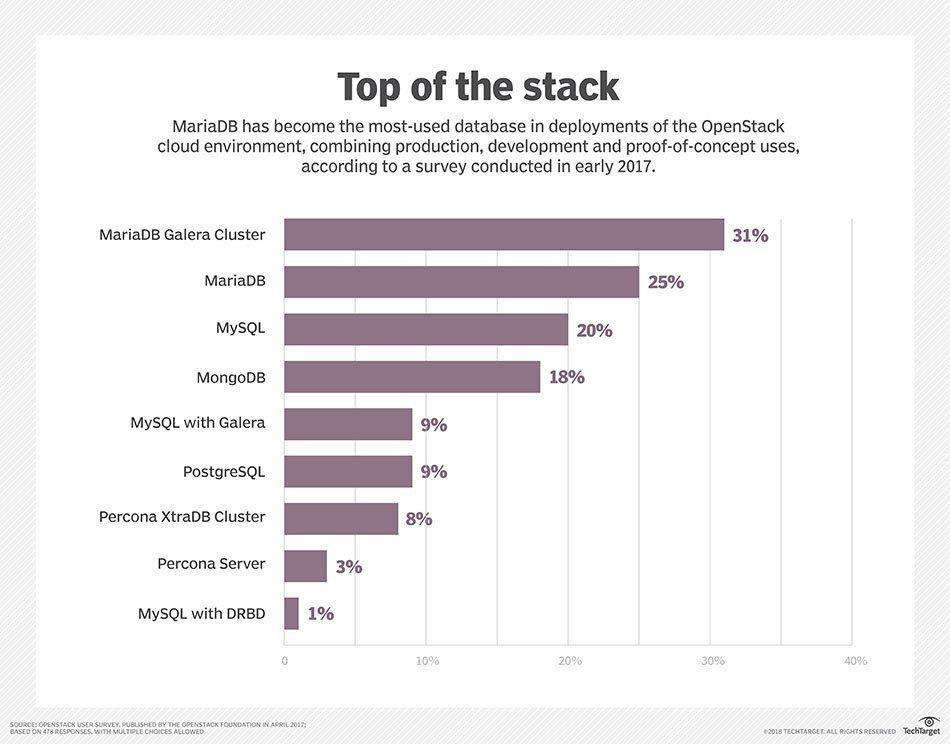 Top of the stack
MariaDB has become the most-used database in deployments of the OpenStack
cloud environment, combining production, development and proof-of-concept uses,
according to a survey conducted in early 2017.
MariaDB Galera Cluster 31%
MariaDB 25%
MySQL 20%
MongoDB 18%
MySQL with Galera 9%
PostgreSQL 9%
Percona XtraDB Cluster 8%
Percona Server 3%
MySQL with DRBD 1%
0 10% 20% 30% 40%
SOURCE: OPENSTACK USER SURVEY, PUBLISHED BY THE OPENSTACK FOUNDATION IN APRIL 2017;
BASED ON 478 RESPONSES, WITH MULTIPLE CHOICES ALLOWED
©2018 TECHTARGET. ALL RIGHTS RESERVED TechTarget